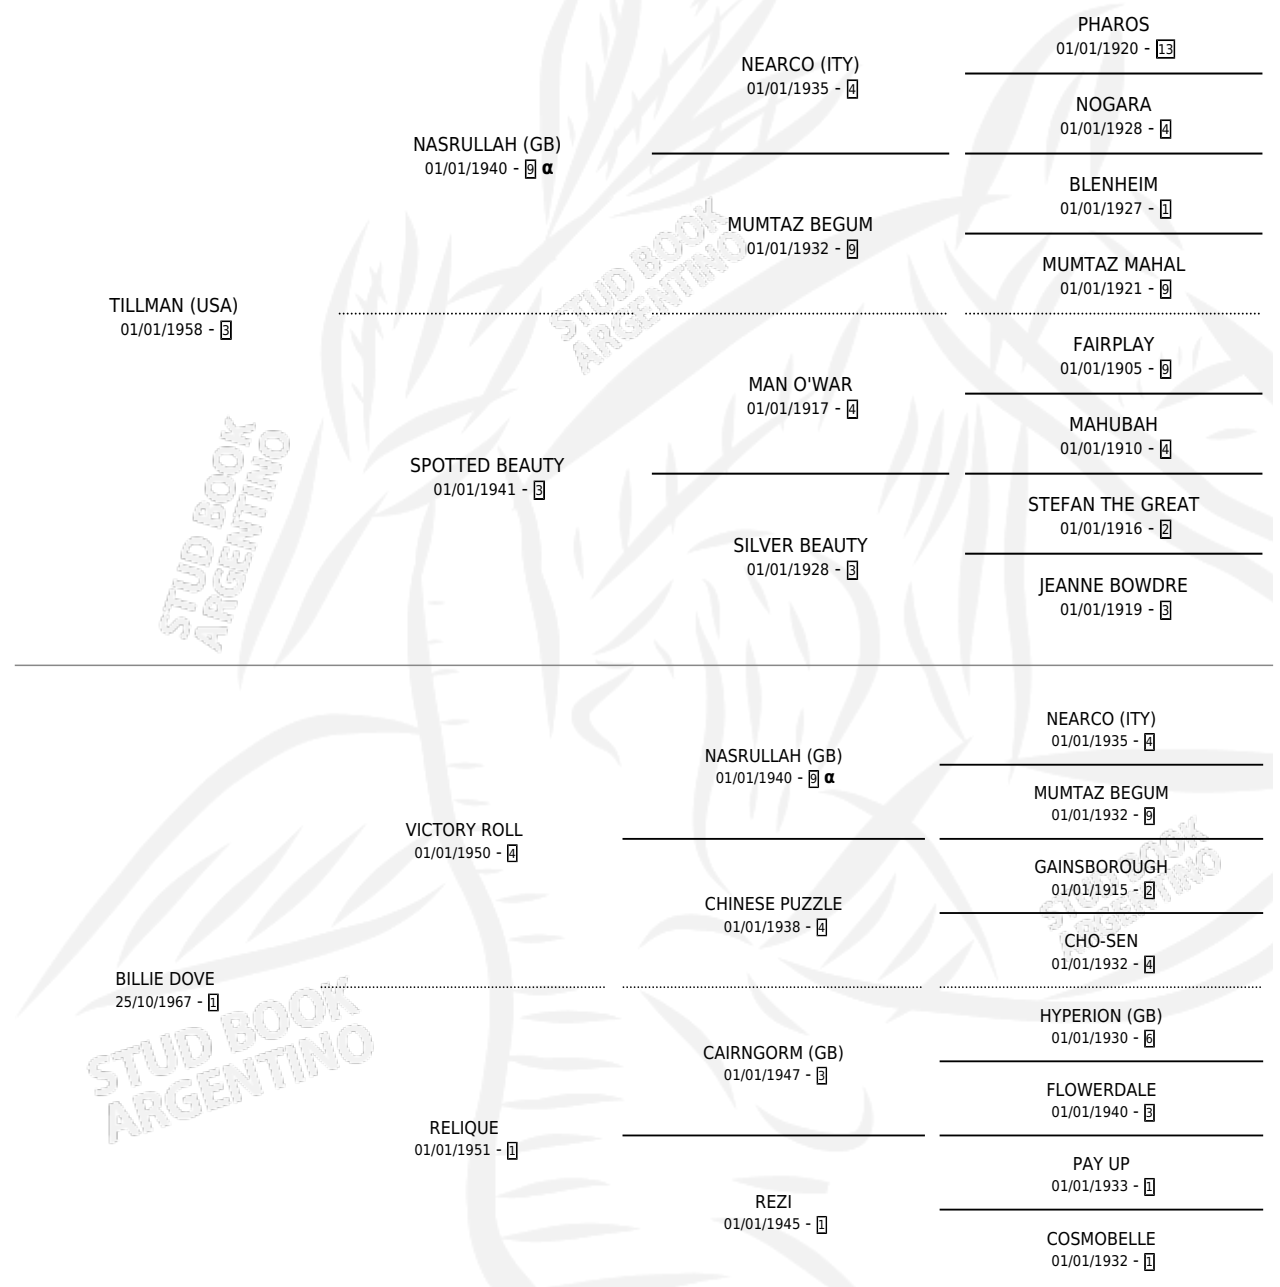 PHAROS
01/01/1920 - 13
NEARCO (ITY)
01/01/1935 - 4
NOGARA
01/01/1928 - 4
NASRULLAH (GB)
01/01/1940 - 9 α
BLENHEIM
01/01/1927 - 1
MUMTAZ BEGUM
01/01/1932 - 9
MUMTAZ MAHAL
01/01/1921 - 9
TILLMAN (USA)
01/01/1958 - 3
FAIRPLAY
01/01/1905 - 9
MAN O'WAR
01/01/1917 - 4
MAHUBAH
01/01/1910 - 4
SPOTTED BEAUTY
01/01/1941 - 3
STEFAN THE GREAT
01/01/1916 - 2
SILVER BEAUTY
01/01/1928 - 3
JEANNE BOWDRE
01/01/1919 - 3
NEARCO (ITY)
01/01/1935 - 4
NASRULLAH (GB)
01/01/1940 - 9 α
MUMTAZ BEGUM
01/01/1932 - 9
VICTORY ROLL
01/01/1950 - 4
GAINSBOROUGH
01/01/1915 - 2
CHINESE PUZZLE
01/01/1938 - 4
CHO-SEN
01/01/1932 - 4
BILLIE DOVE
25/10/1967 - 1
HYPERION (GB)
01/01/1930 - 6
CAIRNGORM (GB)
01/01/1947 - 3
FLOWERDALE
01/01/1940 - 3
RELIQUE
01/01/1951 - 1
PAY UP
01/01/1933 - 1
REZI
01/01/1945 - 1
COSMOBELLE
01/01/1932 - 1
STUD BOOK
ARGENTINO
STUD BOOK
ARGENTINO
STUD BOOK
ARGENTINO
STUD BOOK
ARGENTINO